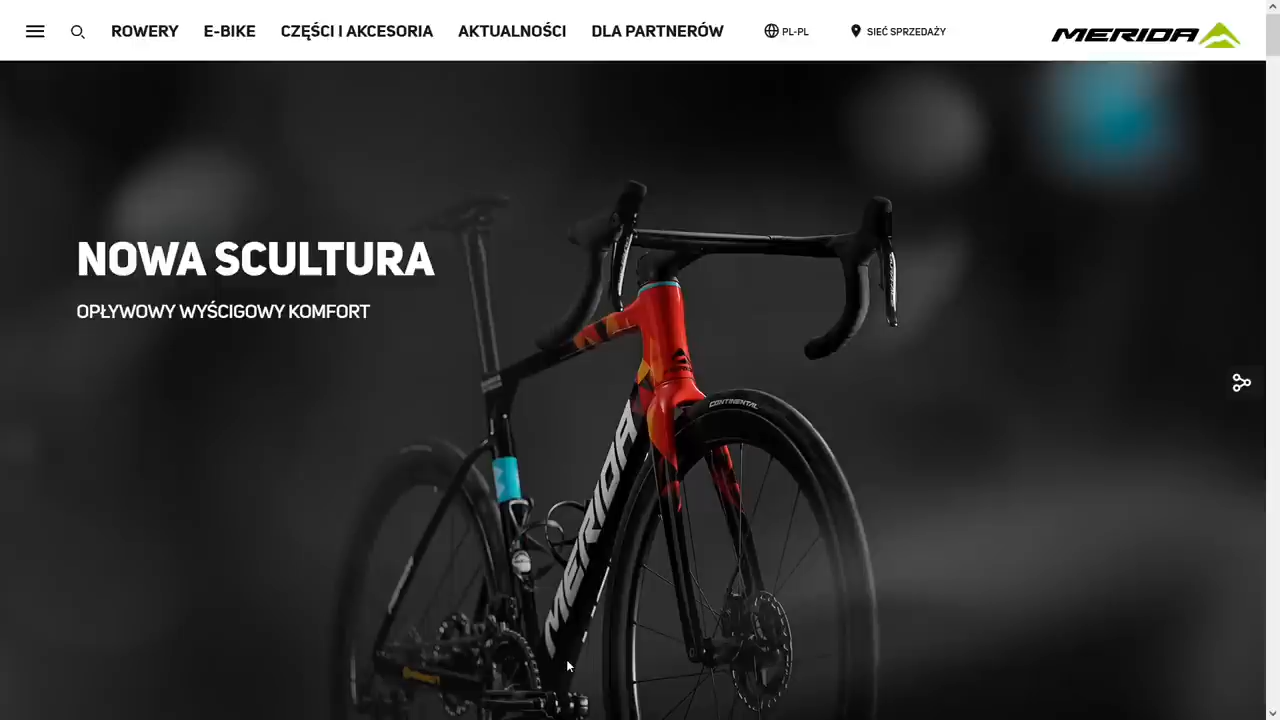 ROWERY E-BIKE CZĘŚCI I AKCESORIA AKTUALNOŚCI DLA PARTNERÓW PL-PL SIEĆ SPRZEDAŻY MERIDA
NOWA SCULTURA
OPŁYWOWY WYŚCIGOWY KOMFORT
CONTINENTAL
MERIDA